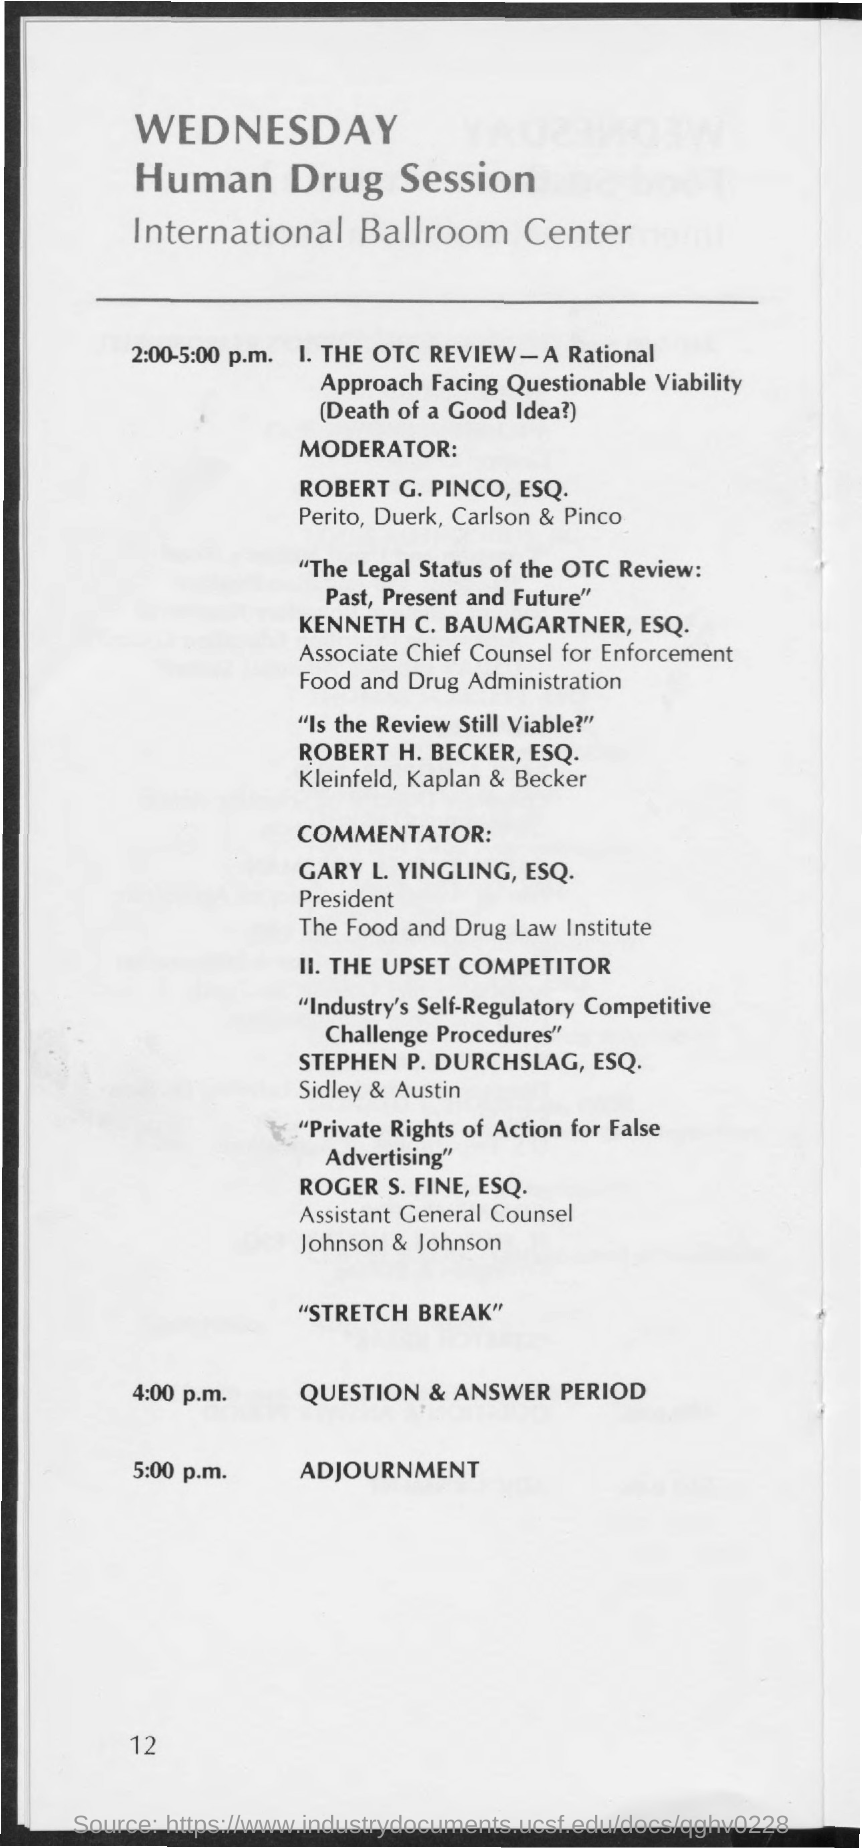 WEDNESDAY
Human Drug Session
International Ballroom Center
2:00-5:00 p.m. I. THE OTC REVIEW—A Rational
Approach Facing Questionable Viability
(Death of a Good Idea?)
MODERATOR:
ROBERT G. PINCO, ESQ.
Perito, Duerk, Carlson & Pinco
"The Legal Status of the OTC Review:
Past, Present and Future"
KENNETH C. BAUMGARTNER, ESQ.
Associate Chief Counsel for Enforcement
Food and Drug Administration
"Is the Review Still Viable?"
ROBERT H. BECKER, ESQ.
Kleinfeld, Kaplan & Becker
COMMENTATOR:
GARY L. YINGLING, ESQ.
President
The Food and Drug Law Institute
II. THE UPSET COMPETITOR
"Industry's Self-Regulatory Competitive
Challenge Procedures"
STEPHEN P. DURCHSLAG, ESQ.
Sidley & Austin
"Private Rights of Action for False
Advertising"
ROGER S. FINE, ESQ.
Assistant General Counsel
Johnson & Johnson
"STRETCH BREAK"
4:00 p.m. QUESTION & ANSWER PERIOD
5:00 p.m. ADJOURNMENT
12
Source: https://www.industrydocuments.ucsf.edu/docs/qghv0228